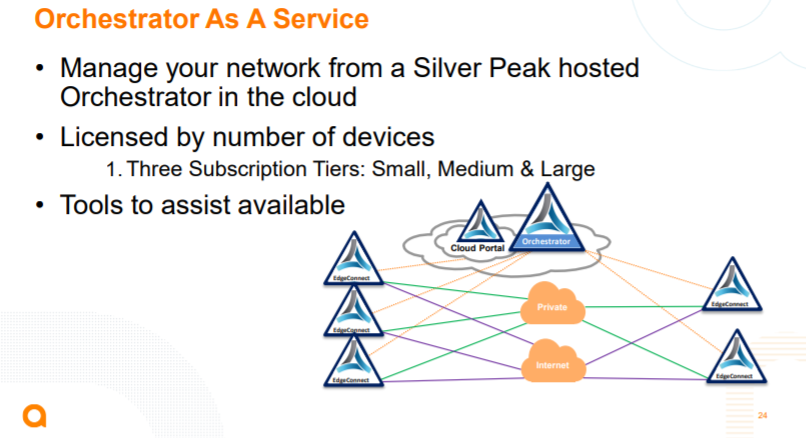 Orchestrator As A Service
• Manage your network from a Silver Peak hosted
Orchestrator in the cloud
• Licensed by number of devices
1. Three Subscription Tiers: Small, Medium & Large
• Tools to assist available
Cloud Portal
Orchestrator
EdgeConnect
EdgeConnect
EdgeConnect
Private
Internet
EdgeConnect
EdgeConnect
24